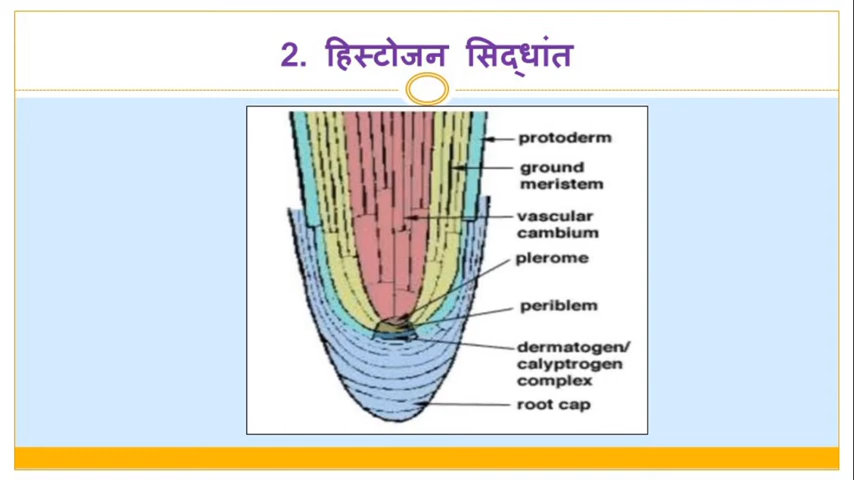 2. हिस्टोजन सिद्धांत
protoderm
ground
meristem
vascular
cambium
plerome
periblem
dermatogen/
calyptrogen
complex
root cap